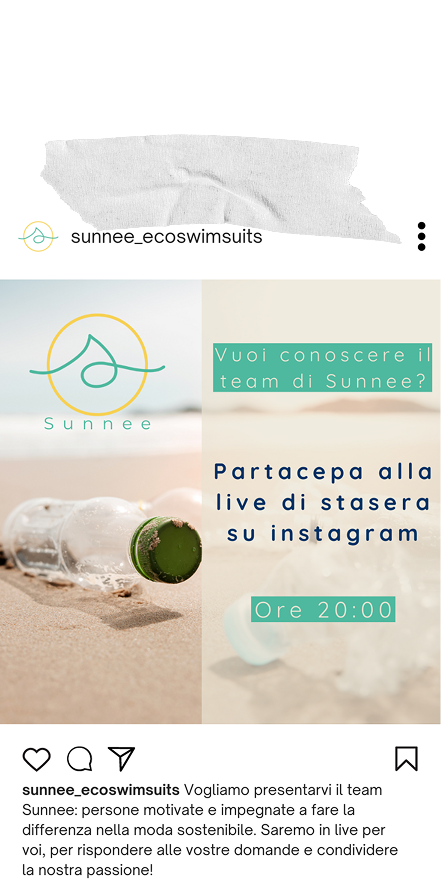 sunnee_ecoswimsuits
Sunnee
Vuoi conoscere il
team di Sunnee?
Partacepa alla
live di stasera
su instagram
Ore 20:00
sunnee_ecoswimsuits Vogliamo presentarvi il team
Sunnee: persone motivate e impegnate a fare la
differenza nella moda sostenibile. Saremo in live per
voi, per rispondere alle vostre domande e condividere
la nostra passione!